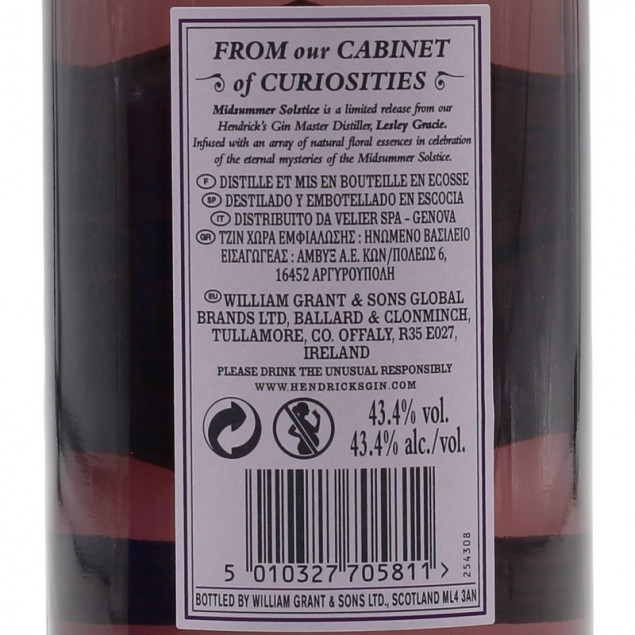 FROM our CABINET
of CURIOSITIES
Midsummer Solstice is a limited release from our
Hendrick's Gin Master Distiller, Lesley Gracie.
Infused with an array of natural floral essences in celebration
of the eternal mysteries of the Midsummer Solstice.
F DISTILLE ET MIS EN BOUTEILLE EN ECOSSE
SP DESTILADO Y EMBOTELLADO EN ESCOCIA
IT DISTRIBUITO DA VELIER SPA - GENOVA
GR ΤΖΙΝ ΧΩΡΑ ΕΜΦΙΑΛΩΣΗΣ : ΗΝΩΜΕΝΟ ΒΑΣΙΛΕΙΟ
ΕΙΣΑΓΩΓΕΑΣ : ΑΜΒΥΞ Α.Ε. ΚΩΝ/ΠΟΛΕΩΣ 6,
16452 ΑΡΓΥΡΟΥΠΟΛΗ
EU WILLIAM GRANT & SONS GLOBAL
BRANDS LTD, BALLARD & CLONMINCH,
TULLAMORE, CO. OFFALY, R35 E027,
IRELAND
PLEASE DRINK THE UNUSUAL RESPONSIBLY
WWW.HENDRICKSGIN.COM
43.4% vol.
43.4% alc./vol.
254308
5 010327 705811 >
BOTTLED BY WILLIAM GRANT & SONS LTD., SCOTLAND ML4 3AN